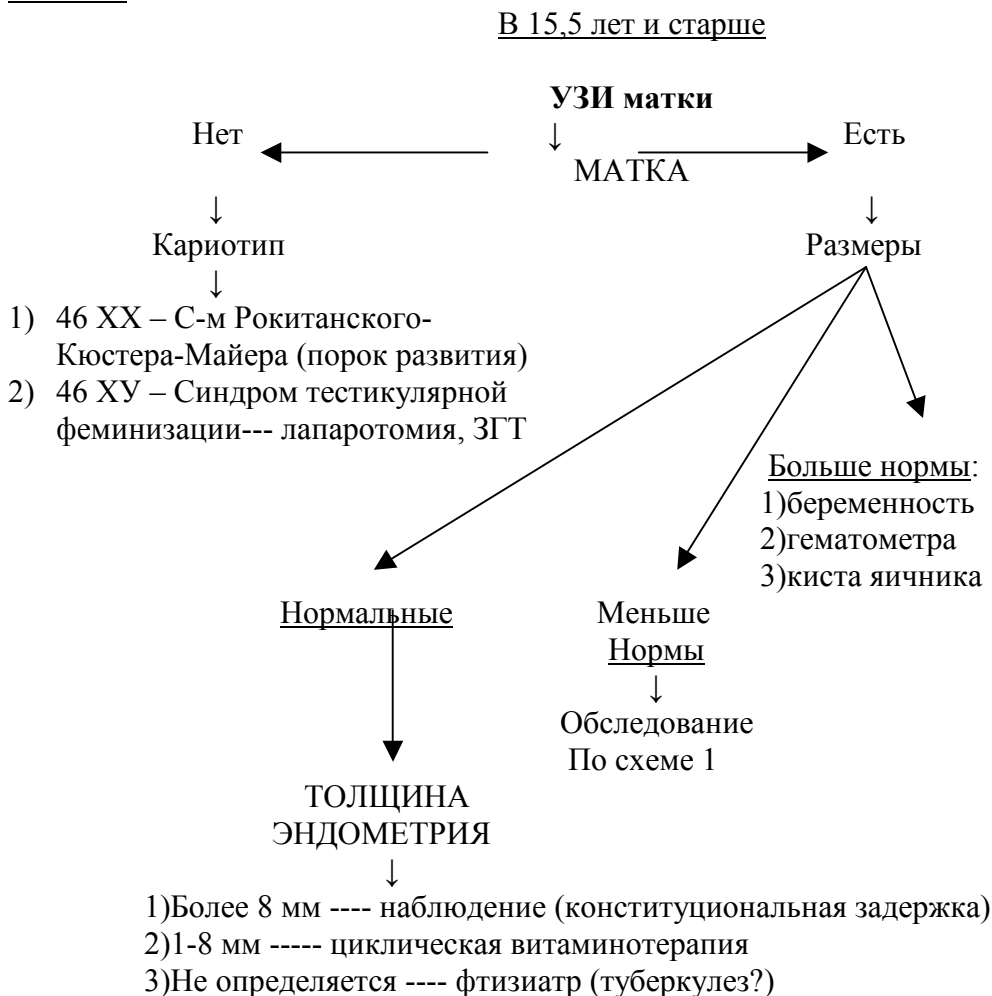 В 15,5 лет и старше
УЗИ матки
Нет ↓ Есть
МАТКА
↓ ↓
Кариотип Размеры
↓
1) 46 ХХ – С-м Рокитанского-
Кюстера-Майера (порок развития)
2) 46 ХУ – Синдром тестикулярной
феминизации--- лапаротомия, ЗГТ
Больше нормы:
1)беременность
2)гематометра
3)киста яичника
Нормальные Меньше
Нормы
↓
Обследование
По схеме 1
ТОЛЩИНА
ЭНДОМЕТРИЯ
↓
1)Более 8 мм ---- наблюдение (конституциональная задержка)
2)1-8 мм ----- циклическая витаминотерапия
3)Не определяется ---- фтизиатр (туберкулез?)